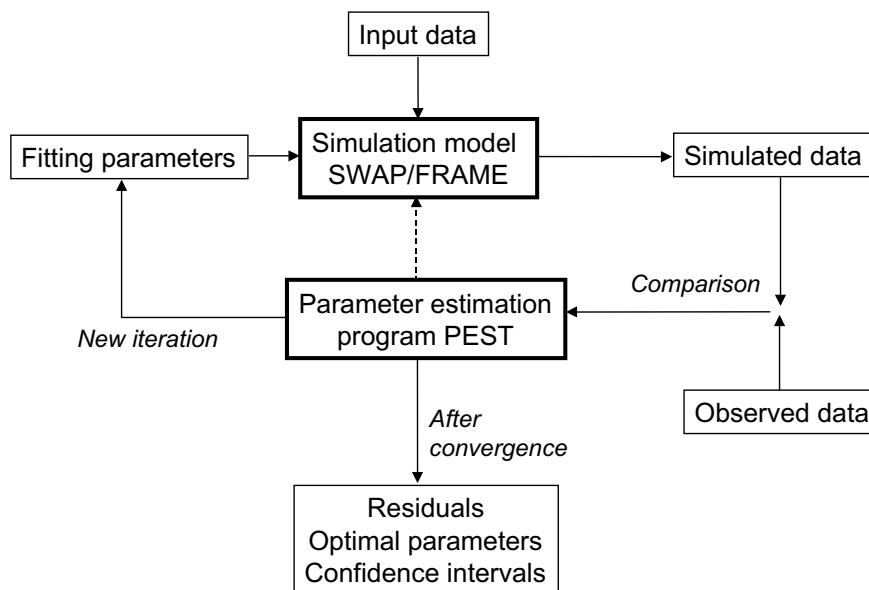 Input data
Fitting parameters
Simulation model
SWAP/FRAME
Simulated data
Comparison
Parameter estimation
program PEST
New iteration
Observed data
After
convergence
Residuals
Optimal parameters
Confidence intervals